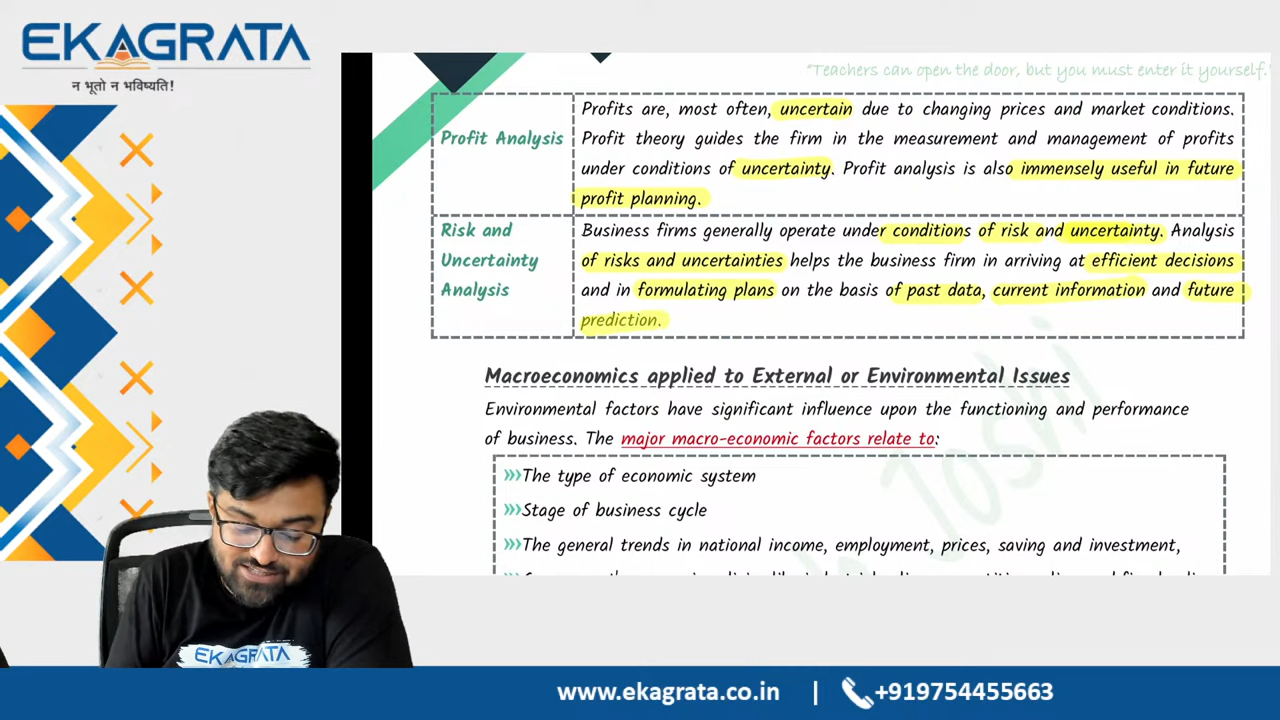 EKAGRATA
न भूतो न भविष्यति!
"Teachers can open the door, but you must enter it yourself."
Profit Analysis
Profits are, most often, uncertain due to changing prices and market conditions.
Profit theory guides the firm in the measurement and management of profits
under conditions of uncertainty. Profit analysis is also immensely useful in future
profit planning.
Risk and
Uncertainty
Analysis
Business firms generally operate under conditions of risk and uncertainty. Analysis
of risks and uncertainties helps the business firm in arriving at efficient decisions
and in formulating plans on the basis of past data, current information and future
prediction.
Macroeconomics applied to External or Environmental Issues
Environmental factors have significant influence upon the functioning and performance
of business. The major macro-economic factors relate to:
The type of economic system
Stage of business cycle
The general trends in national income, employment, prices, saving and investment,
Joshi
EKAGRATA
www.ekagrata.co.in | +919754455663